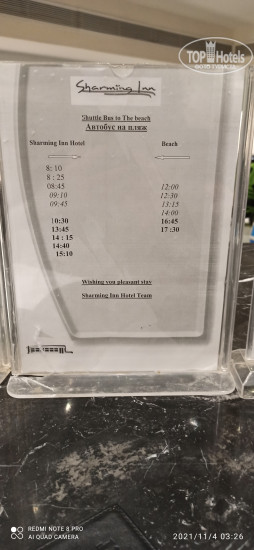 TOP Hotels
Sharming Inn
Shuttle Bus to The beach
Автобус на пляж
Sharming Inn Hotel Beach
8: 10
8 : 25
08:45 12:00
09:10 12:30
09:45 13:15
14:00
10:30 16:45
13:45 17:30
14 : 15
14:40
15:10
Wishing you pleasant stay
Sharming Inn Hotel Team
REDMI NOTE 8 PRO
AI QUAD CAMERA
2021/11/4 03:26